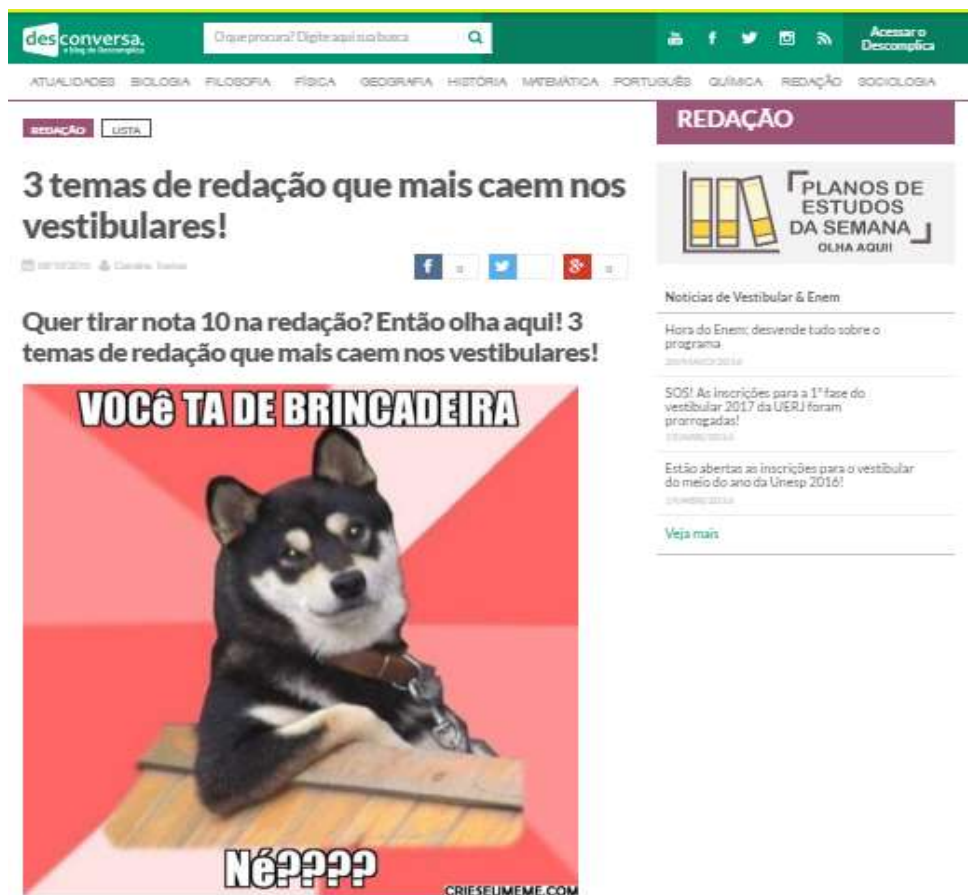 desconversa.
o blog do Descomplica
O que procura? Digite aqui sua busca
Acessar o
Descomplica
ATUALIDADES BIOLOGIA FILOSOFIA FÍSICA GEOGRAFIA HISTÓRIA MATEMÁTICA PORTUGUÊS QUÍMICA REDAÇÃO SOCIOLOGIA
REDAÇÃO LISTA
3 temas de redação que mais caem nos
vestibulares!
Quer tirar nota 10 na redação? Então olha aqui! 3
temas de redação que mais caem nos vestibulares!
VOCê TA DE BRINCADEIRA
Né????
CRIESEUMEME.COM
REDAÇÃO
PLANOS DE
ESTUDOS
DA SEMANA
OLHA AQUI!
Notícias de Vestibular & Enem
Hora do Enem: desvende tudo sobre o
programa
SOS! As inscrições para a 1ª fase do
vestibular 2017 da UERJ foram
prorrogadas!
Estão abertas as inscrições para o vestibular
do meio do ano da Unesp 2016!
Veja mais